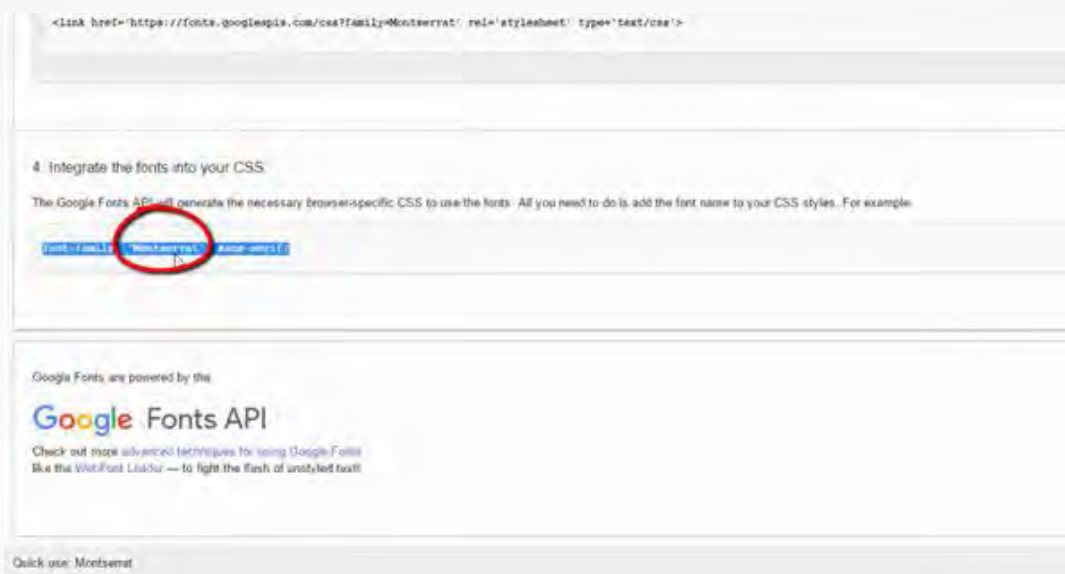 <link href='https://fonts.googleapis.com/css?family=Montserrat' rel='stylesheet' type='text/css'>
4. Integrate the fonts into your CSS:
The Google Fonts API will generate the necessary browser-specific CSS to use the fonts. All you need to do is add the font name to your CSS styles. For example:
font-family: 'Montserrat', sans-serif;
Google Fonts are powered by the
Google Fonts API
Check out more advanced techniques for using Google Fonts
like the WebFont Loader — to fight the flash of unstyled text!
Quick use: Montserrat